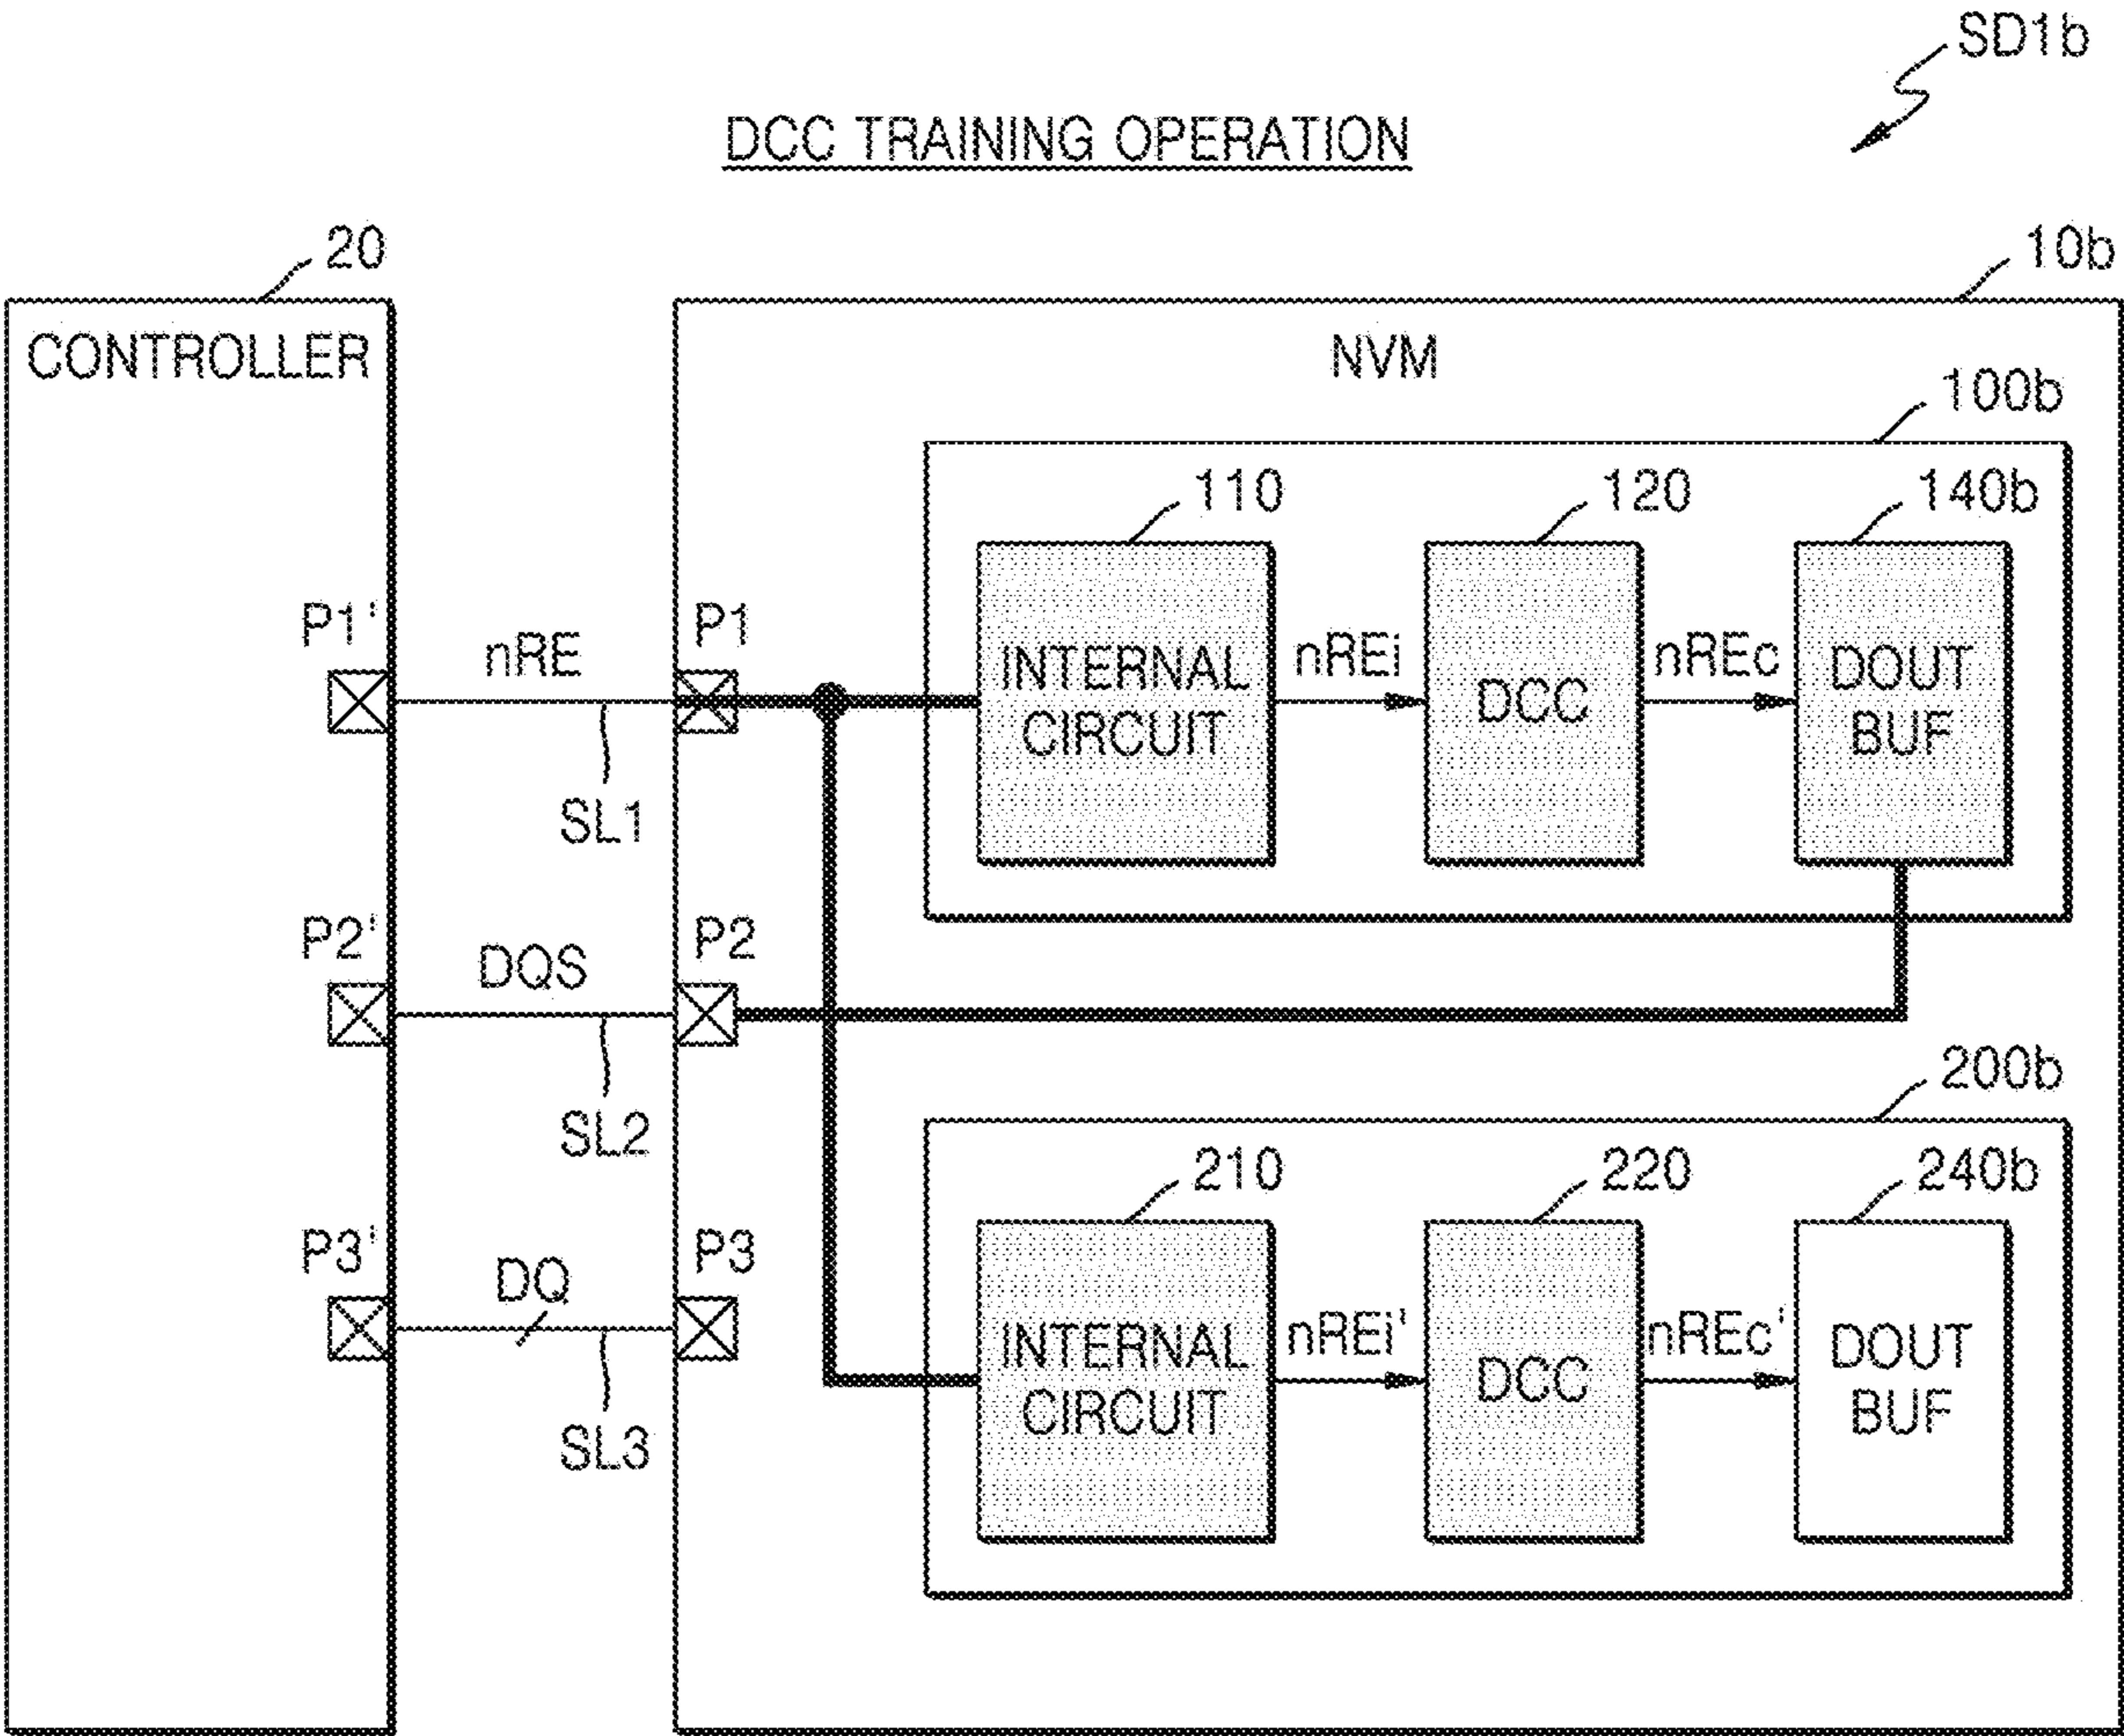 SD1b
DCC TRAINING OPERATION
20
10b
CONTROLLER
NVM
100b
110
120
140b
P1'
nRE
P1
INTERNAL
CIRCUIT
nREi
DCC
nREc
DOUT
BUF
SL1
P2'
DQS
P2
SL2
200b
210
220
240b
P3'
DQ
P3
INTERNAL
CIRCUIT
nREi'
DCC
nREc'
DOUT
BUF
SL3